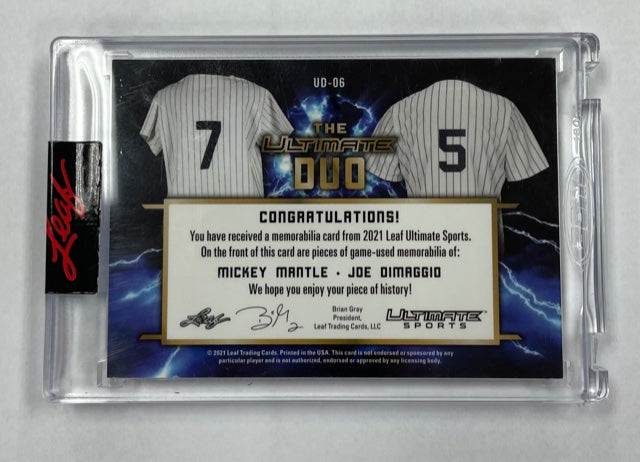 UD-06
7
5
THE
ULTIMATE
DUO
Leaf
CONGRATULATIONS!
You have received a memorabilia card from 2021 Leaf Ultimate Sports.
On the front of this card are pieces of game-used memorabilia of:
MICKEY MANTLE • JOE DIMAGGIO
We hope you enjoy your piece of history!
Leaf
Brian Gray
President,
Leaf Trading Cards, LLC
ULTIMATE
SPORTS
© 2021 Leaf Trading Cards. Printed in the USA. This card is not endorsed or sponsored by any
particular player and is not authorized, endorsed or approved by any licensing body.